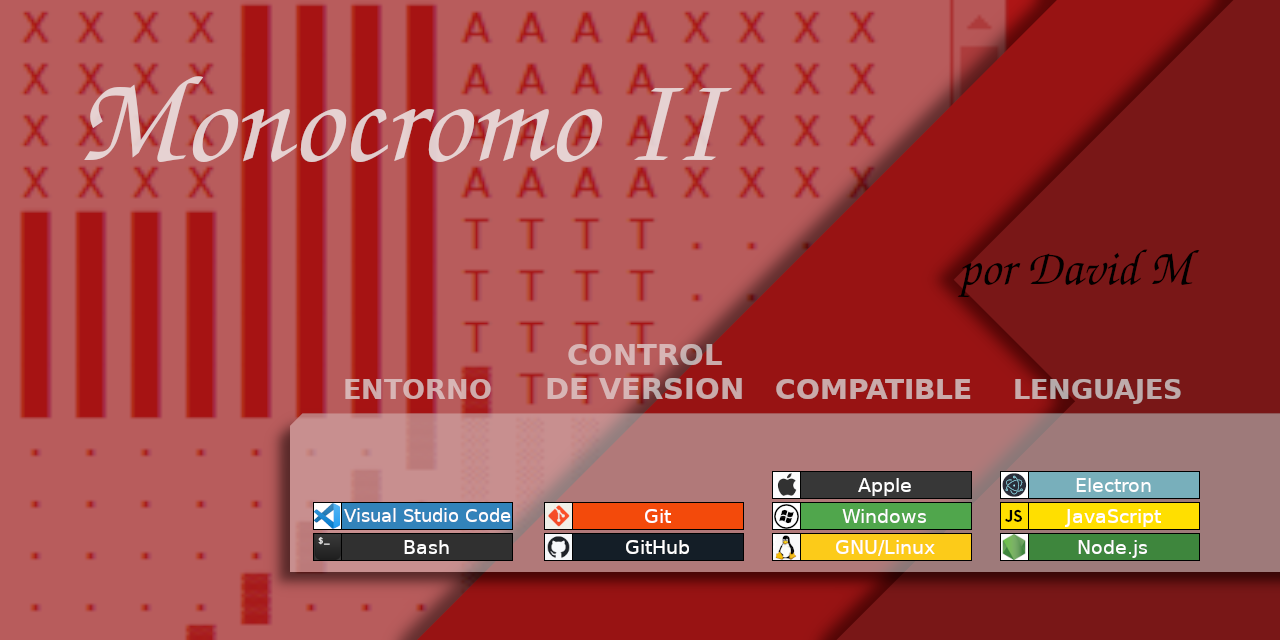 X X X X A A A A X X X X
X X X X A A A A X X X X
Monocromo II
X X X X A A A A X X X X
X X X X A A A A X X X X
T T T T . . .
por David M
T T T T . .
T T T T
CONTROL
ENTORNO DE VERSION COMPATIBLE LENGUAJES
T T T
. . . . . . .
Apple Electron
Visual Studio Code Git Windows JS JavaScript
$_ Bash GitHub GNU/Linux Node.js
. . . . . . .